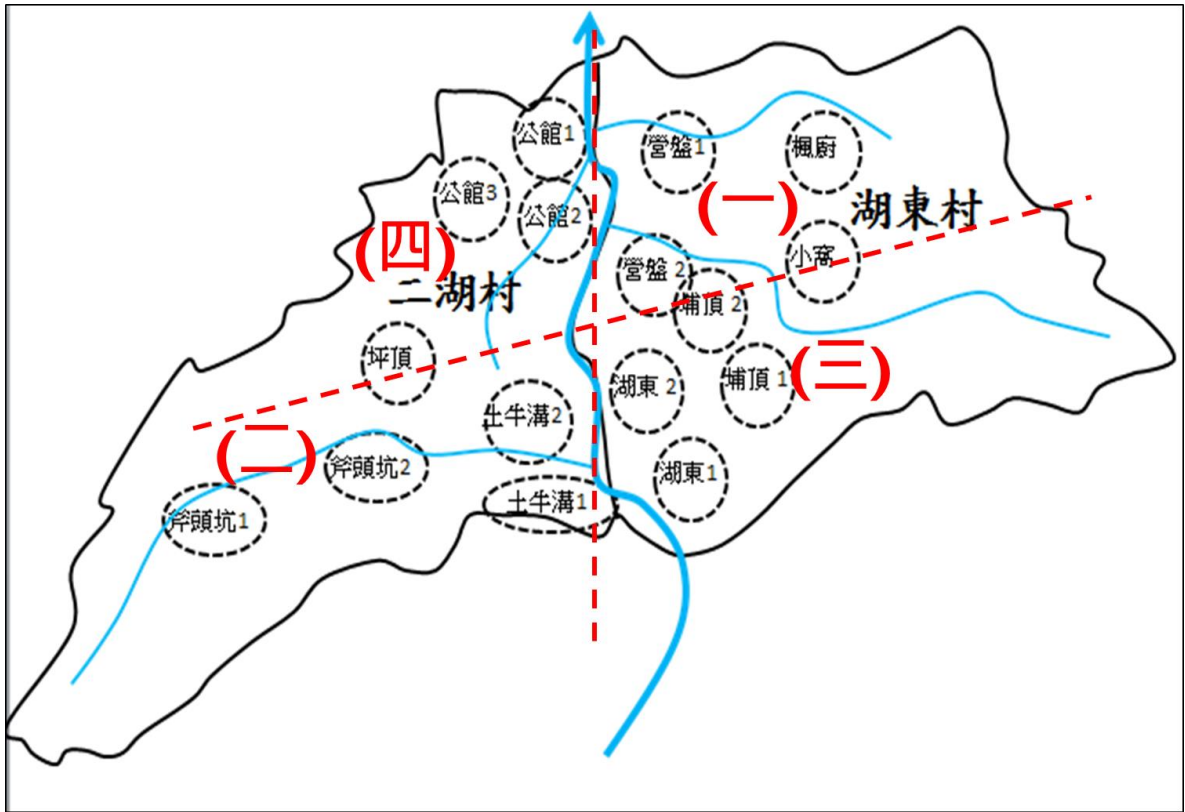 公館1
營盤1
楓廚
公館3
公館2
(一)
湖東村
(四)
營盤 2
小窩
二湖村
埔頂 2
坪頂
湖東 2
埔頂 1
(三)
土牛溝2
(二)
斧頭坑2
湖東1
斧頭坑1
土牛溝1